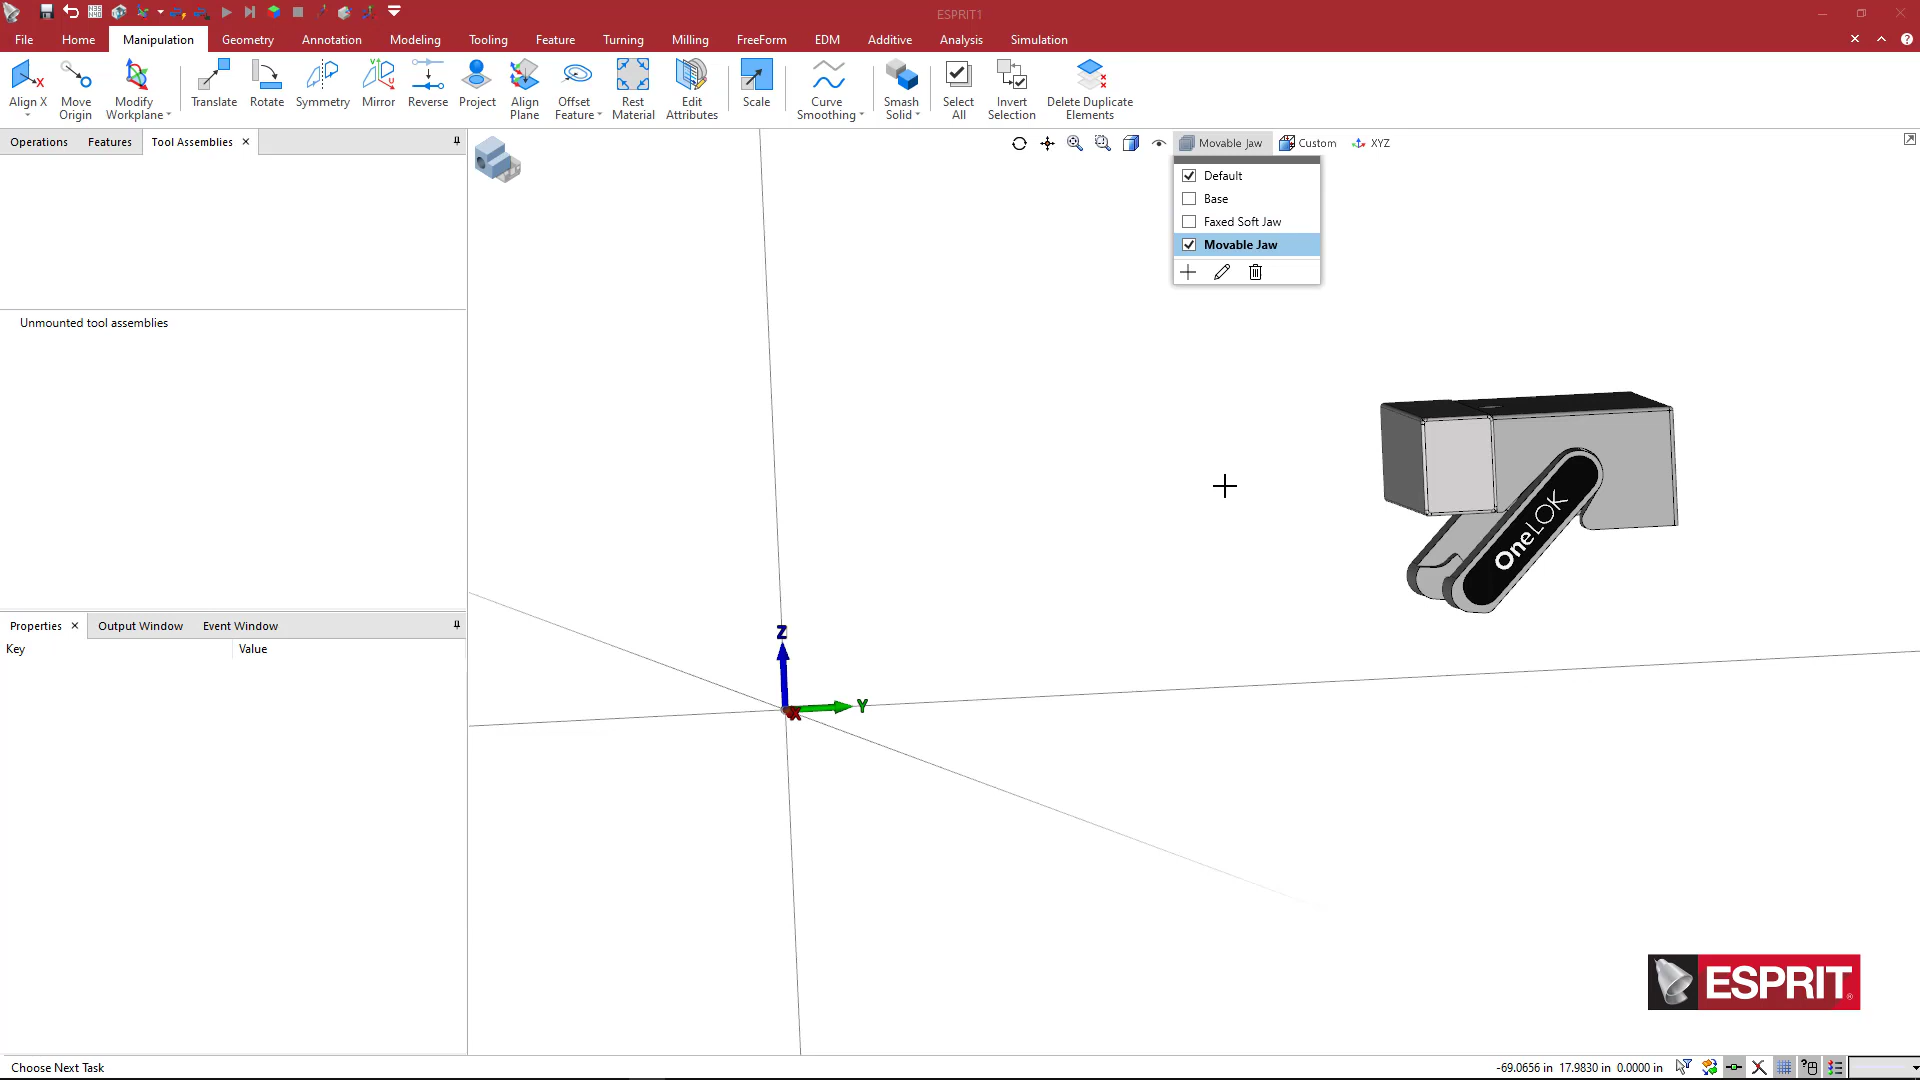 ESPRIT1
File Home Manipulation Geometry Annotation Modeling Tooling Feature Turning Milling FreeForm EDM Additive Analysis Simulation
Align X Move Origin Modify Workplane Translate Rotate Symmetry Mirror Reverse Project Align Plane Offset Feature Rest Material Edit Attributes Scale Curve Smoothing Smash Solid Select All Invert Selection Delete Duplicate Elements
Operations Features Tool Assemblies
Movable Jaw Custom XYZ
Default
Base
Faxed Soft Jaw
Movable Jaw
Unmounted tool assemblies
OneLOK
Properties Output Window Event Window
Key Value
Z
Y
X
ESPRIT®
Choose Next Task
-69.0656 in 17.9830 in 0.0000 in